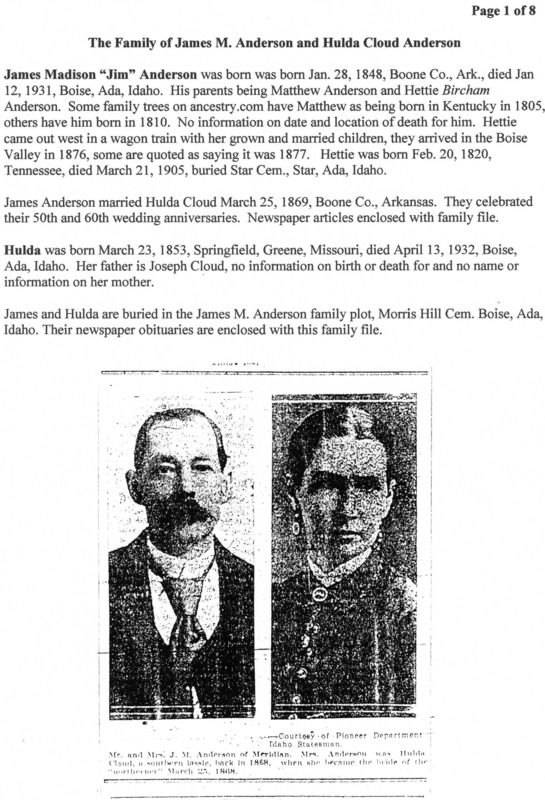 Page 1 of 8
The Family of James M. Anderson and Hulda Cloud Anderson
James Madison “Jim” Anderson was born was born Jan. 28, 1848, Boone Co., Ark., died Jan
12, 1931, Boise, Ada, Idaho. His parents being Matthew Anderson and Hettie Bircham
Anderson. Some family trees on ancestry.com have Matthew as being born in Kentucky in 1805,
others have him born in 1810. No information on date and location of death for him. Hettie
came out west in a wagon train with her grown and married children, they arrived in the Boise
Valley in 1876, some are quoted as saying it was 1877. Hettie was born Feb. 20, 1820,
Tennessee, died March 21, 1905, buried Star Cem., Star, Ada, Idaho.
James Anderson married Hulda Cloud March 25, 1869, Boone Co., Arkansas. They celebrated
their 50th and 60th wedding anniversaries. Newspaper articles enclosed with family file.
Hulda was born March 23, 1853, Springfield, Greene, Missouri, died April 13, 1932, Boise,
Ada, Idaho. Her father is Joseph Cloud, no information on birth or death for and no name or
information on her mother.
James and Hulda are buried in the James M. Anderson family plot, Morris Hill Cem. Boise, Ada,
Idaho. Their newspaper obituaries are enclosed with this family file.
—Courtesy of Pioneer Department
Idaho Statesman.
Mr. and Mrs. J. M. Anderson of Meridian. Mrs. Anderson was Hulda
Cloud, a southern lassie, back in 1868, when she became the bride of the
"northerner" March 25, 1868.